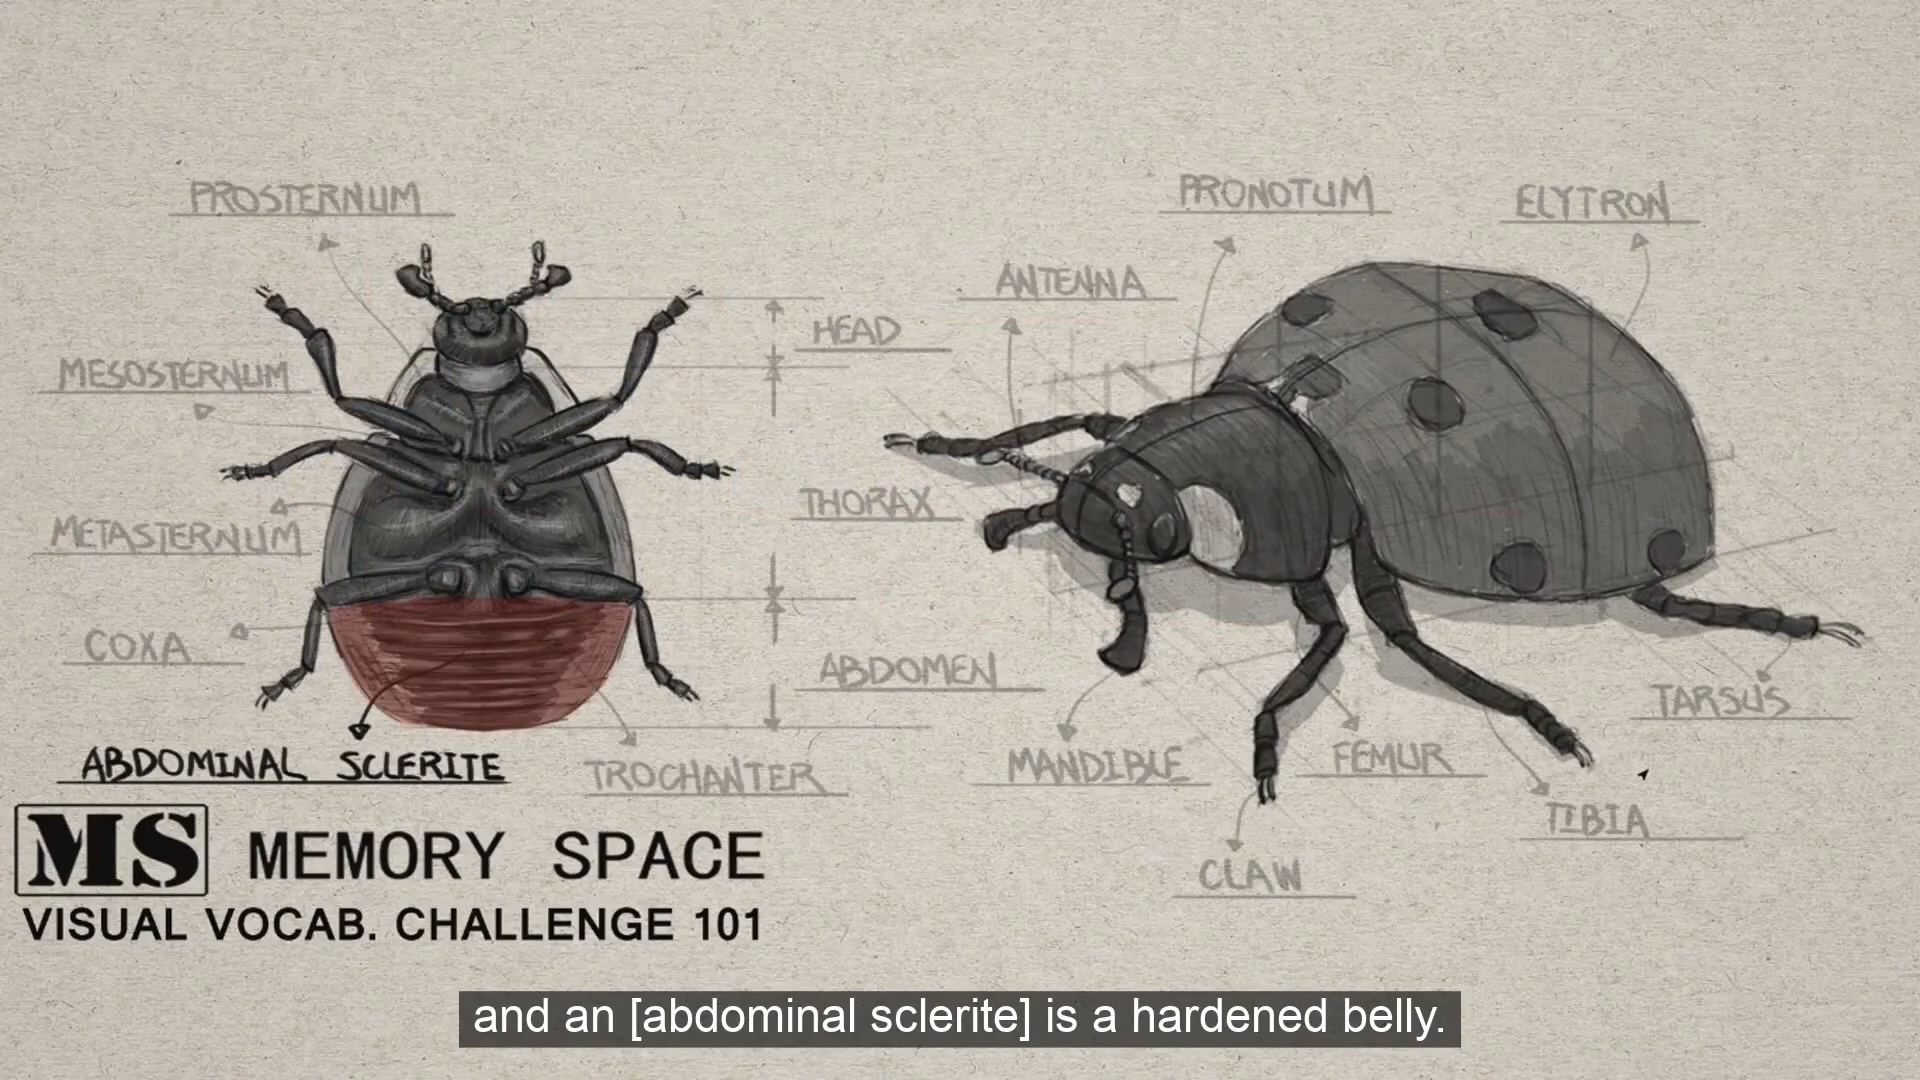 PROSTERNUM
PRONOTUM
ELYTRON
ANTENNA
HEAD
MESOSTERNUM
THORAX
METASTERNUM
COXA
ABDOMEN
TARSUS
ABDOMINAL SCLERITE
TROCHANTER
MANDIBLE
FEMUR
TIBIA
CLAW
MS MEMORY SPACE
VISUAL VOCAB. CHALLENGE 101
and an [abdominal sclerite] is a hardened belly.